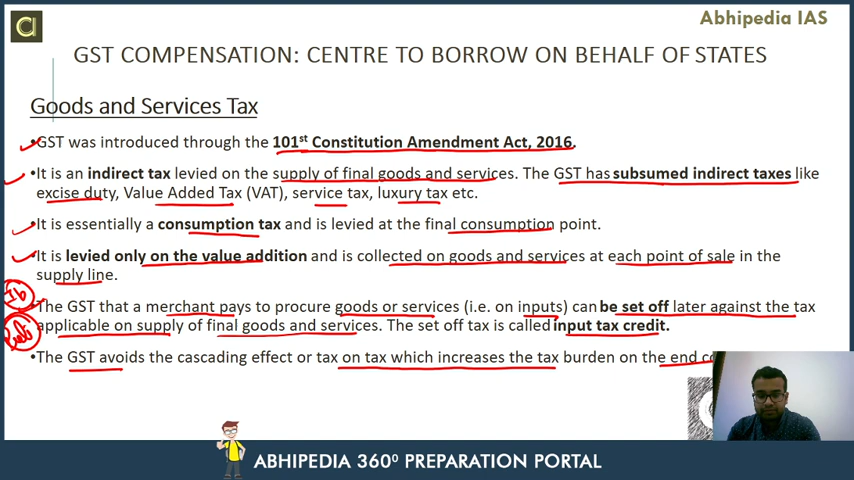 Abhipedia IAS
GST COMPENSATION: CENTRE TO BORROW ON BEHALF OF STATES
Goods and Services Tax
•GST was introduced through the 101st Constitution Amendment Act, 2016.
•It is an indirect tax levied on the supply of final goods and services. The GST has subsumed indirect taxes like
excise duty, Value Added Tax (VAT), service tax, luxury tax etc.
•It is essentially a consumption tax and is levied at the final consumption point.
•It is levied only on the value addition and is collected on goods and services at each point of sale in the
supply line.
•The GST that a merchant pays to procure goods or services (i.e. on inputs) can be set off later against the tax
applicable on supply of final goods and services. The set off tax is called input tax credit.
•The GST avoids the cascading effect or tax on tax which increases the tax burden on the end
ABHIPEDIA 360⁰ PREPARATION PORTAL